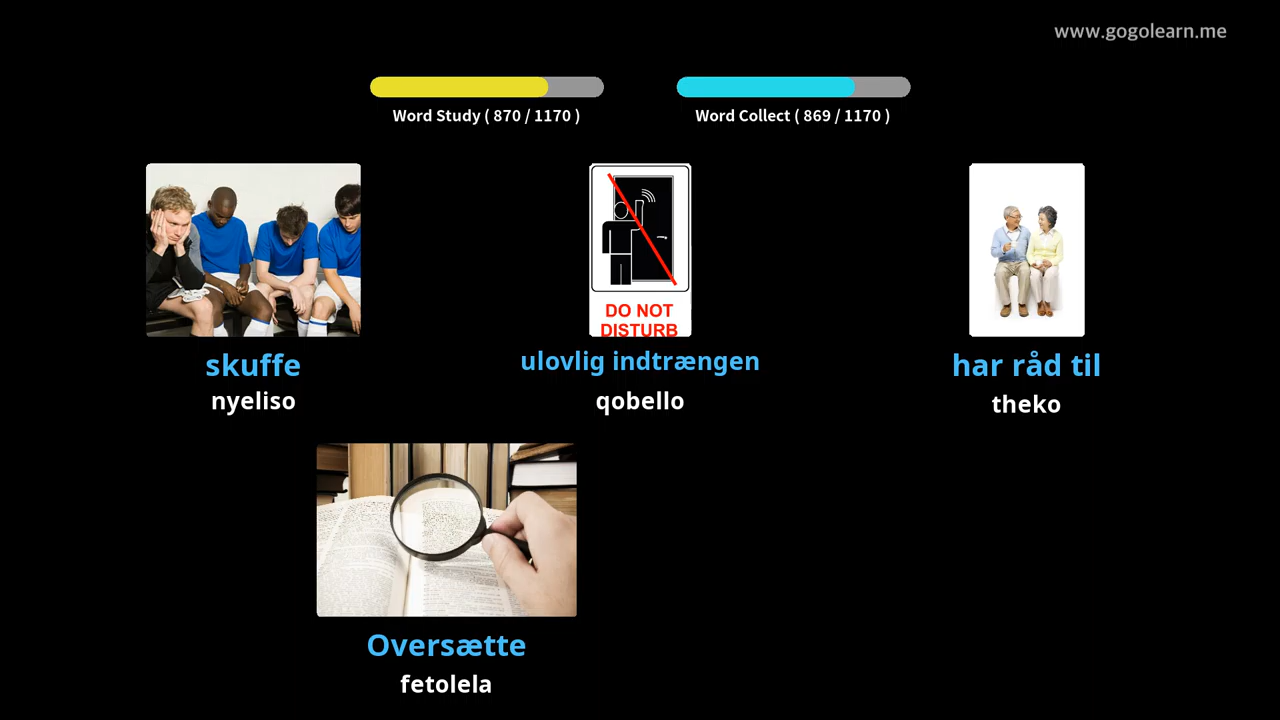 www.gogolearn.me
Word Study ( 870 / 1170 )
Word Collect ( 869 / 1170 )
DO NOT
DISTURB
skuffe
nyeliso
ulovlig indtrængen
qobello
har råd til
theko
Oversætte
fetolela